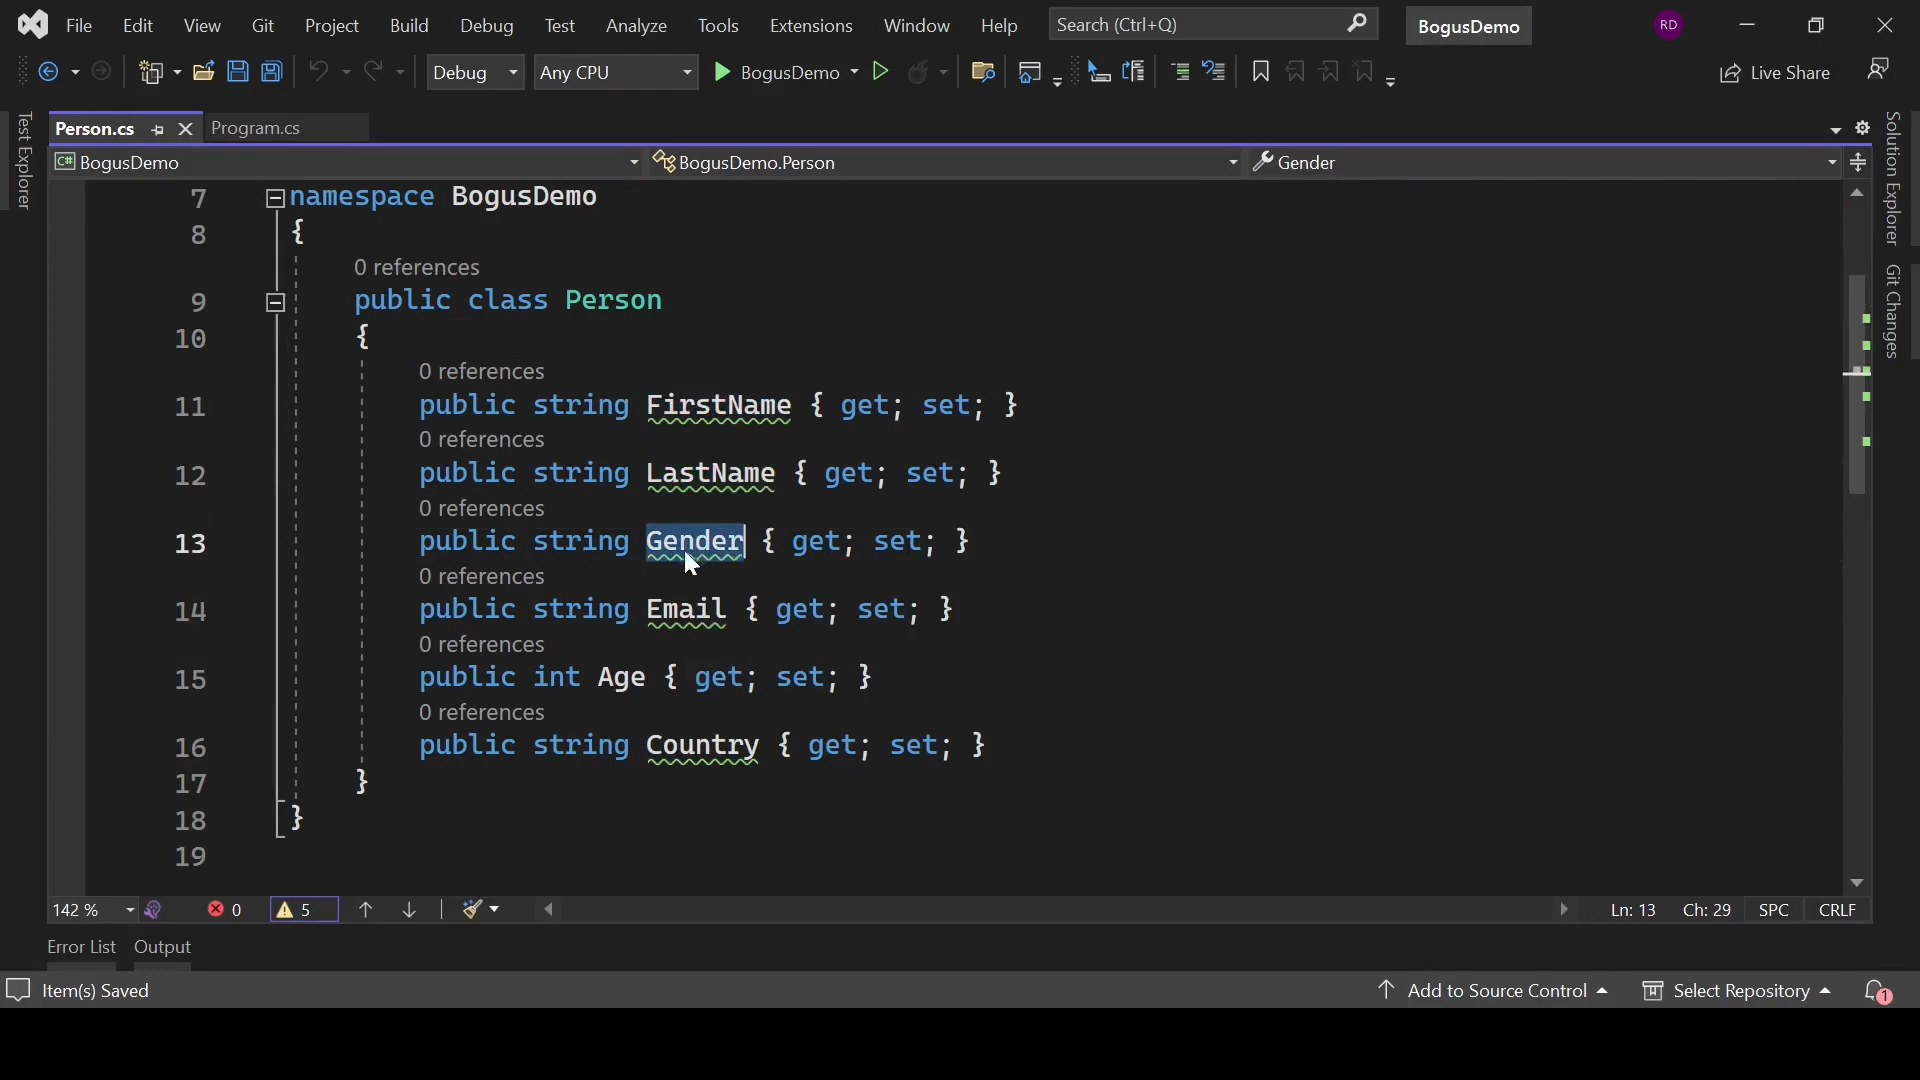 File Edit View Git Project Build Debug Test Analyze Tools Extensions Window Help Search (Ctrl+Q) BogusDemo RD
Debug Any CPU BogusDemo Live Share
Test Explorer
Person.cs Program.cs
BogusDemo BogusDemo.Person Gender
7 namespace BogusDemo
8 {
0 references
9 public class Person
10 {
0 references
11 public string FirstName { get; set; }
0 references
12 public string LastName { get; set; }
0 references
13 public string Gender { get; set; }
0 references
14 public string Email { get; set; }
0 references
15 public int Age { get; set; }
0 references
16 public string Country { get; set; }
17 }
18 }
19
Solution Explorer
Git Changes
142 % 0 5 Ln: 13 Ch: 29 SPC CRLF
Error List Output
Item(s) Saved Add to Source Control Select Repository 1